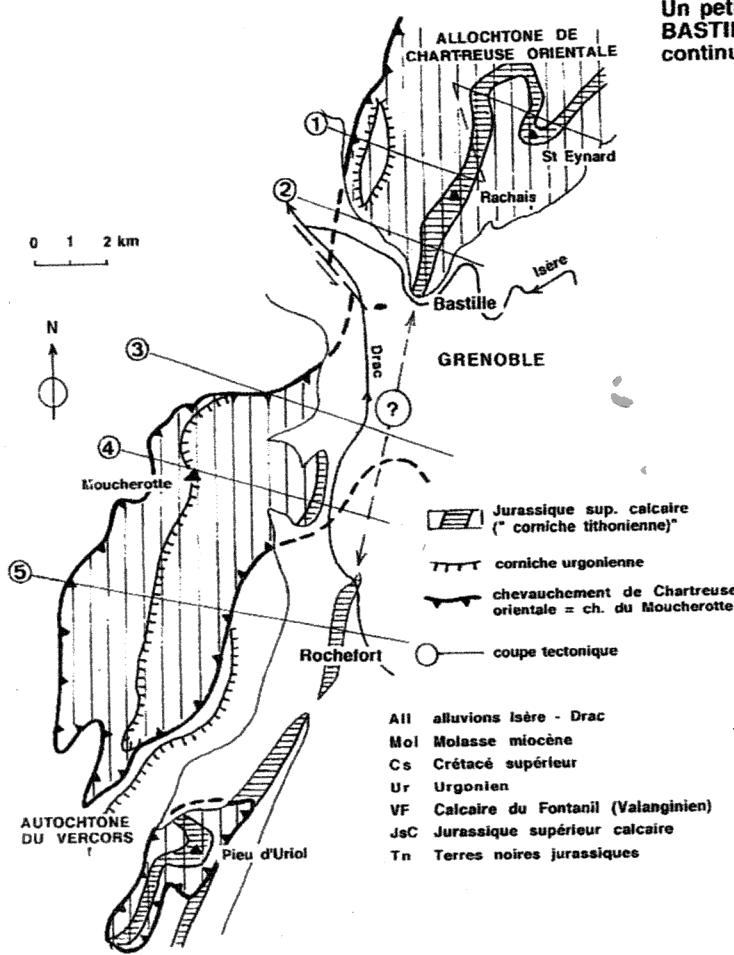 Un pet
BASTI
continu
ALLOCHTONE DE
CHARTREUSE ORIENTALE
1
St Eynard
2
Rachais
0 1 2 km
Isère
Bastille
N
3
Drac
GRENOBLE
?
4
Moucherotte
Jurassique sup. calcaire
(" corniche tithonienne)"
corniche urgonienne
5
chevauchement de Chartreuse
orientale = ch. du Moucherotte
Rochefort
coupe tectonique
All alluvions Isère - Drac
Mol Molasse miocène
Cs Crétacé supérieur
Ur Urgonien
VF Calcaire du Fontanil (Valanginien)
JsC Jurassique supérieur calcaire
Tn Terres noires jurassiques
AUTOCHTONE
DU VERCORS
Pieu d'Uriol